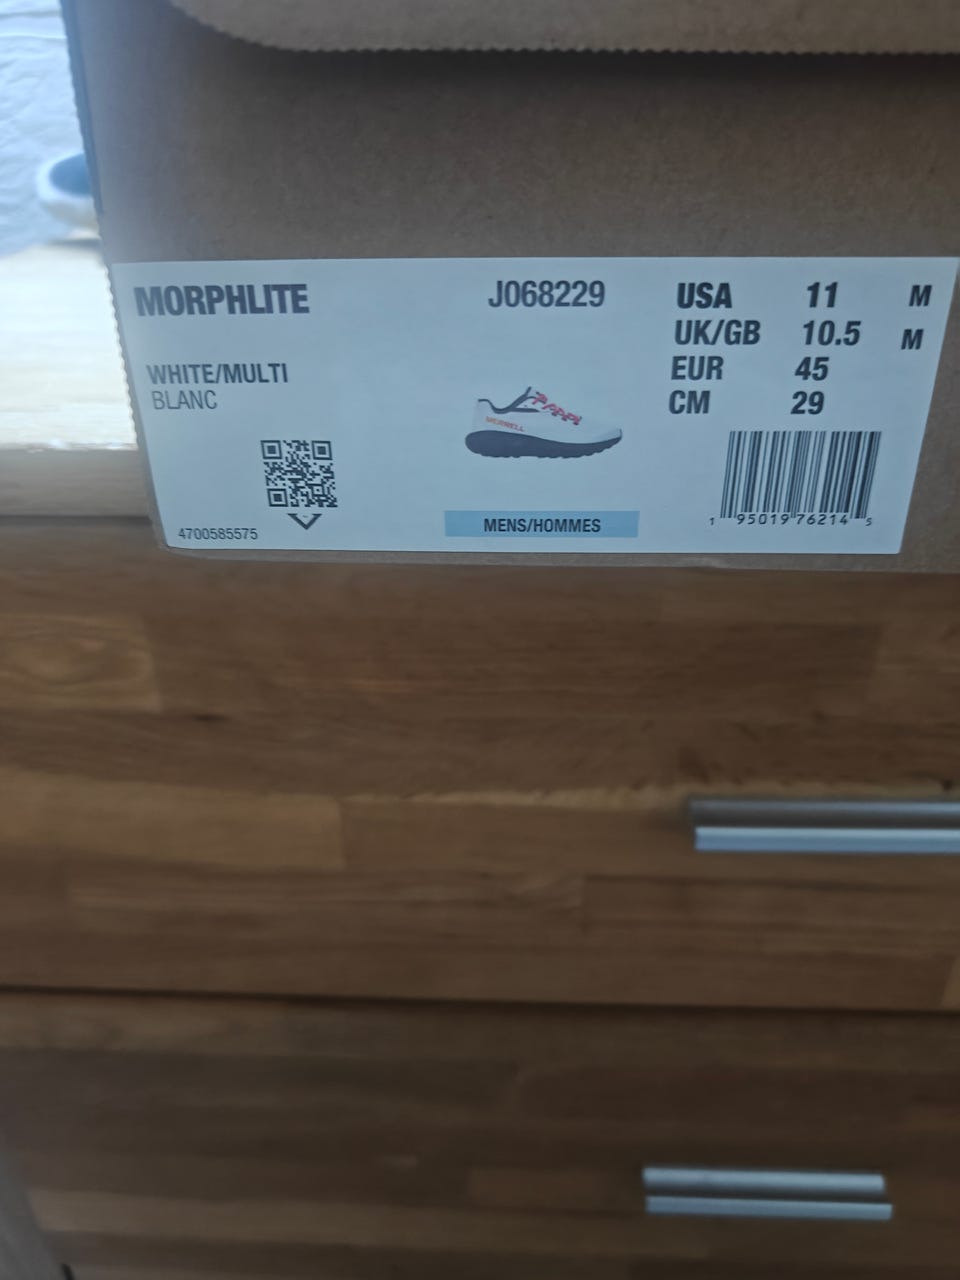 MORPHLITE
J068229
WHITE/MULTI
BLANC
4700585575
MERRELL
MENS/HOMMES
USA 11 M
UK/GB 10.5 M
EUR 45
CM 29
1 95019 76214 5